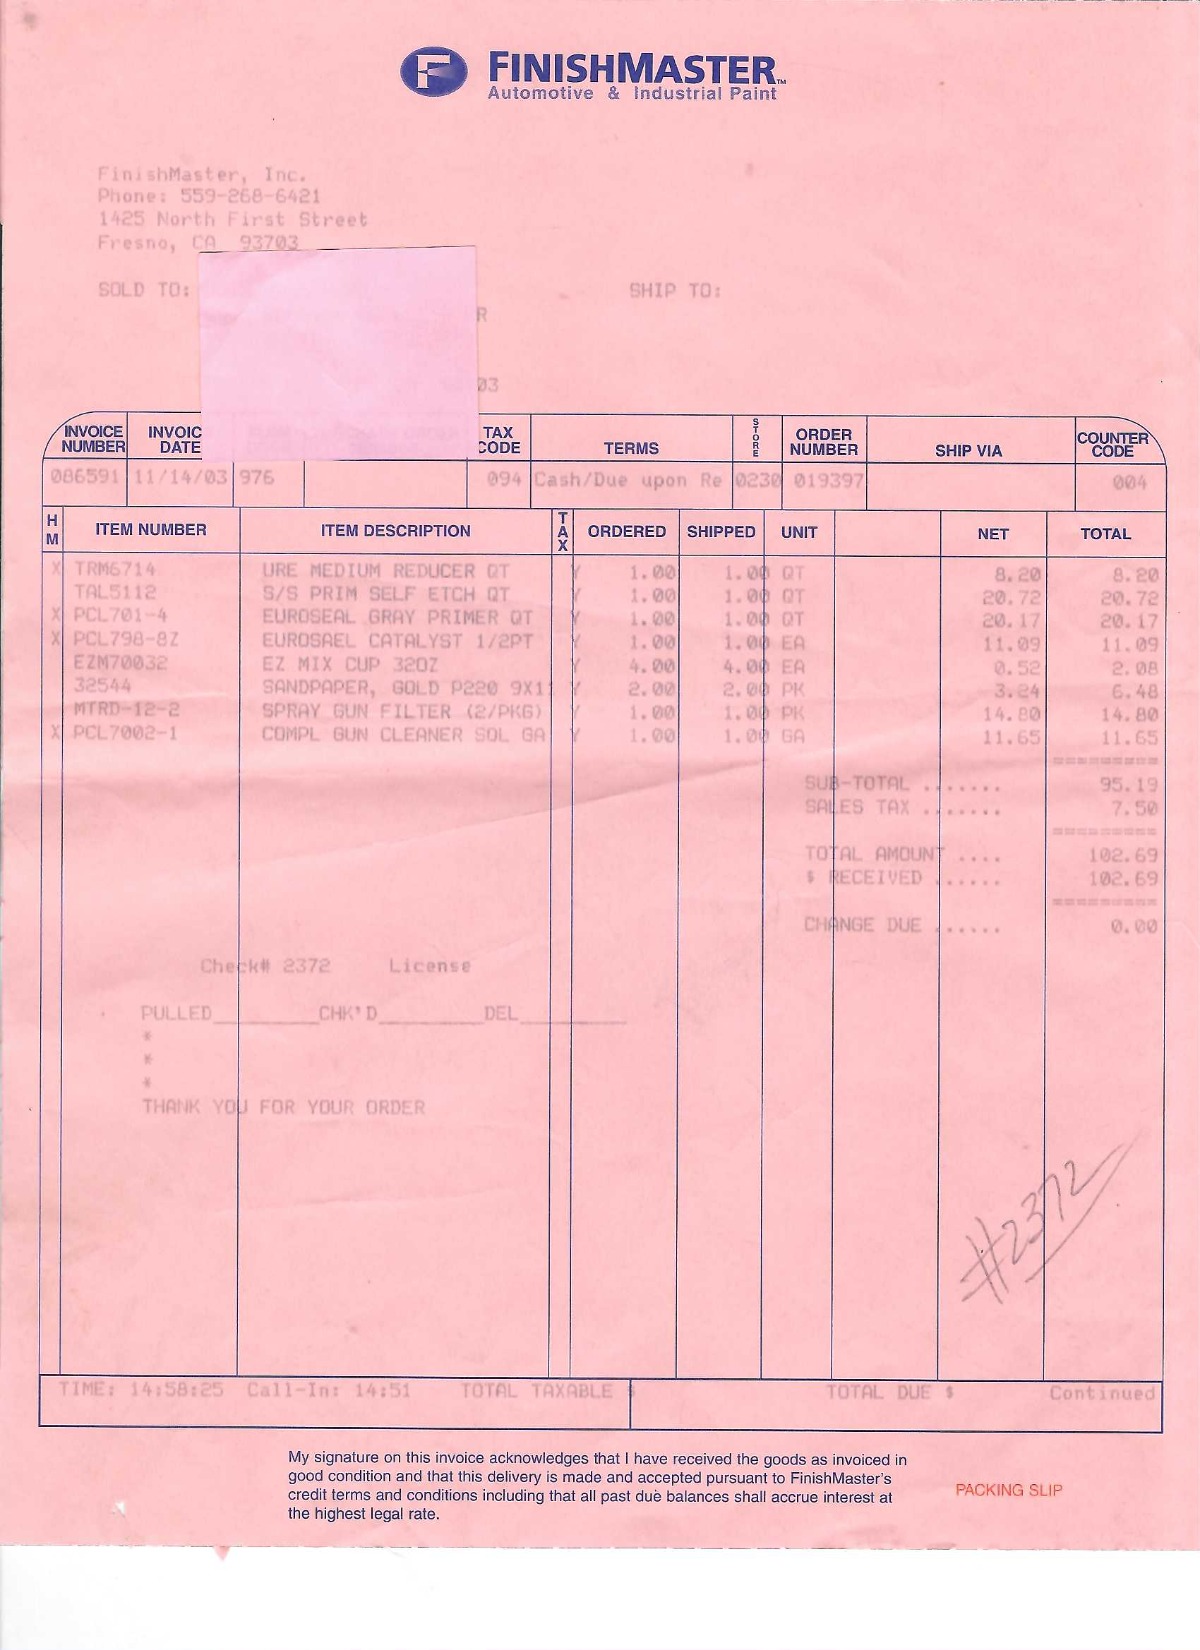 FINISHMASTER™
Automotive & Industrial Paint
FinishMaster, Inc.
Phone: 559-268-6421
1425 North First Street
Fresno, CA 93703
SOLD TO: SHIP TO:
R
03
INVOICE NUMBER INVOIC DATE TAX CODE TERMS STORE ORDER NUMBER SHIP VIA COUNTER CODE
086591 11/14/03 976 094 Cash/Due upon Re 0230 019397 004
HM ITEM NUMBER ITEM DESCRIPTION TAX ORDERED SHIPPED UNIT NET TOTAL
X TRM6714 URE MEDIUM REDUCER QT Y 1.00 1.00 QT 8.20 8.20
TAL5112 S/S PRIM SELF ETCH QT Y 1.00 1.00 QT 20.72 20.72
X PCL701-4 EUROSEAL GRAY PRIMER QT Y 1.00 1.00 QT 20.17 20.17
X PCL798-8Z EUROSAEL CATALYST 1/2PT Y 1.00 1.00 EA 11.09 11.09
EZM70032 EZ MIX CUP 32OZ Y 4.00 4.00 EA 0.52 2.08
32544 SANDPAPER, GOLD P220 9X11 Y 2.00 2.00 PK 3.24 6.48
MTRD-12-2 SPRAY GUN FILTER (2/PKG) Y 1.00 1.00 PK 14.80 14.80
X PCL7002-1 COMPL GUN CLEANER SOL GA Y 1.00 1.00 GA 11.65 11.65
=========
SUB-TOTAL ....... 95.19
SALES TAX ....... 7.50
=========
TOTAL AMOUNT .... 102.69
$ RECEIVED ...... 102.69
=========
CHANGE DUE ...... 0.00
Check# 2372 License
PULLED_________CHK'D_________DEL_________
*
*
*
THANK YOU FOR YOUR ORDER
#2372
TIME: 14:58:25 Call-In: 14:51 TOTAL TAXABLE $ TOTAL DUE $ Continued
My signature on this invoice acknowledges that I have received the goods as invoiced in
good condition and that this delivery is made and accepted pursuant to FinishMaster's
credit terms and conditions including that all past due balances shall accrue interest at
the highest legal rate.
PACKING SLIP